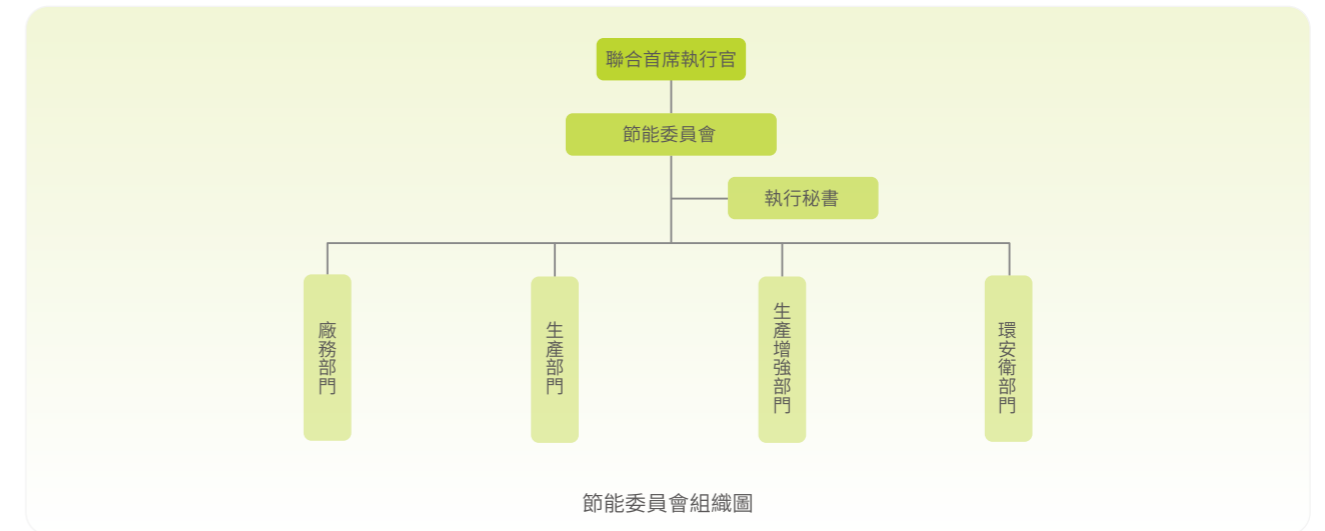 聯合首席執行官
節能委員會
執行秘書
廠務部門
生產部門
生產增強部門
環安衛部門
節能委員會組織圖